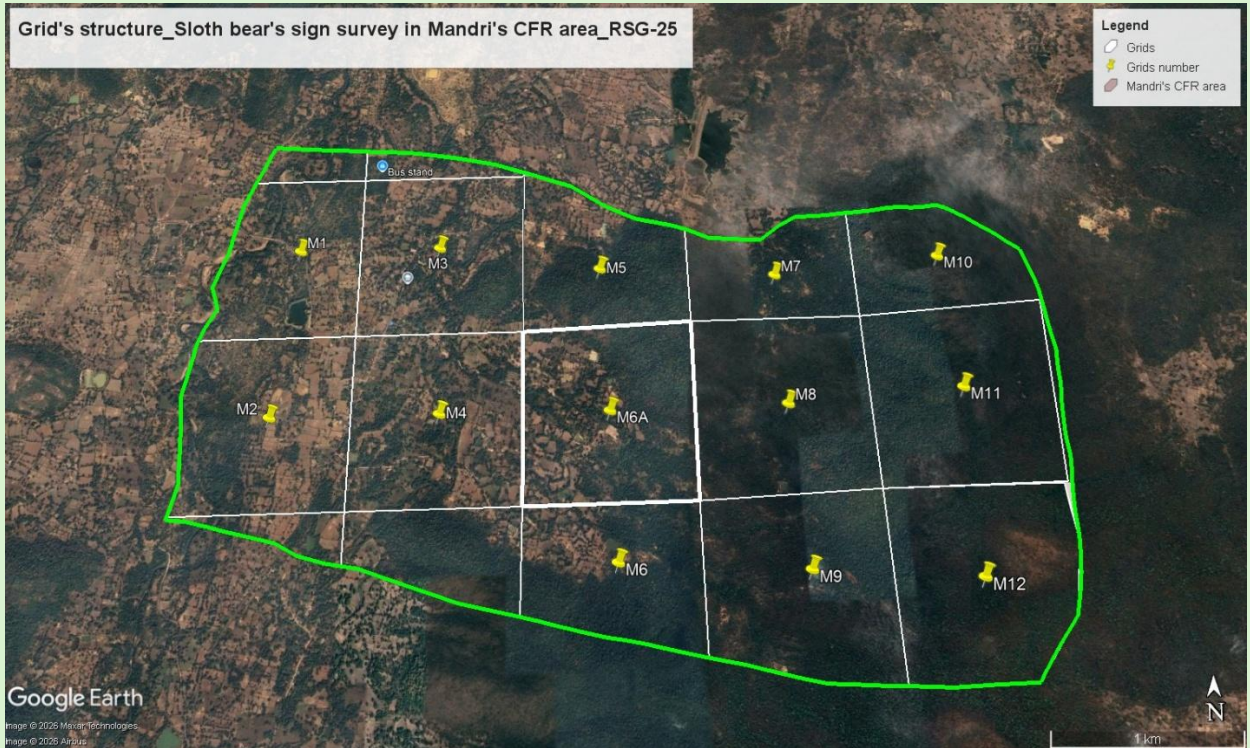 Grid's structure_Sloth bear's sign survey in Mandri's CFR area_RSG-25
Legend
Grids
Grids number
Mandri's CFR area
Bus stand
M1
M3
M5
M7
M10
M2
M4
M6A
M8
M11
M6
M9
M12
Google Earth
Image © 2026 Maxar Technologies
Image © 2026 Airbus
N
1 km